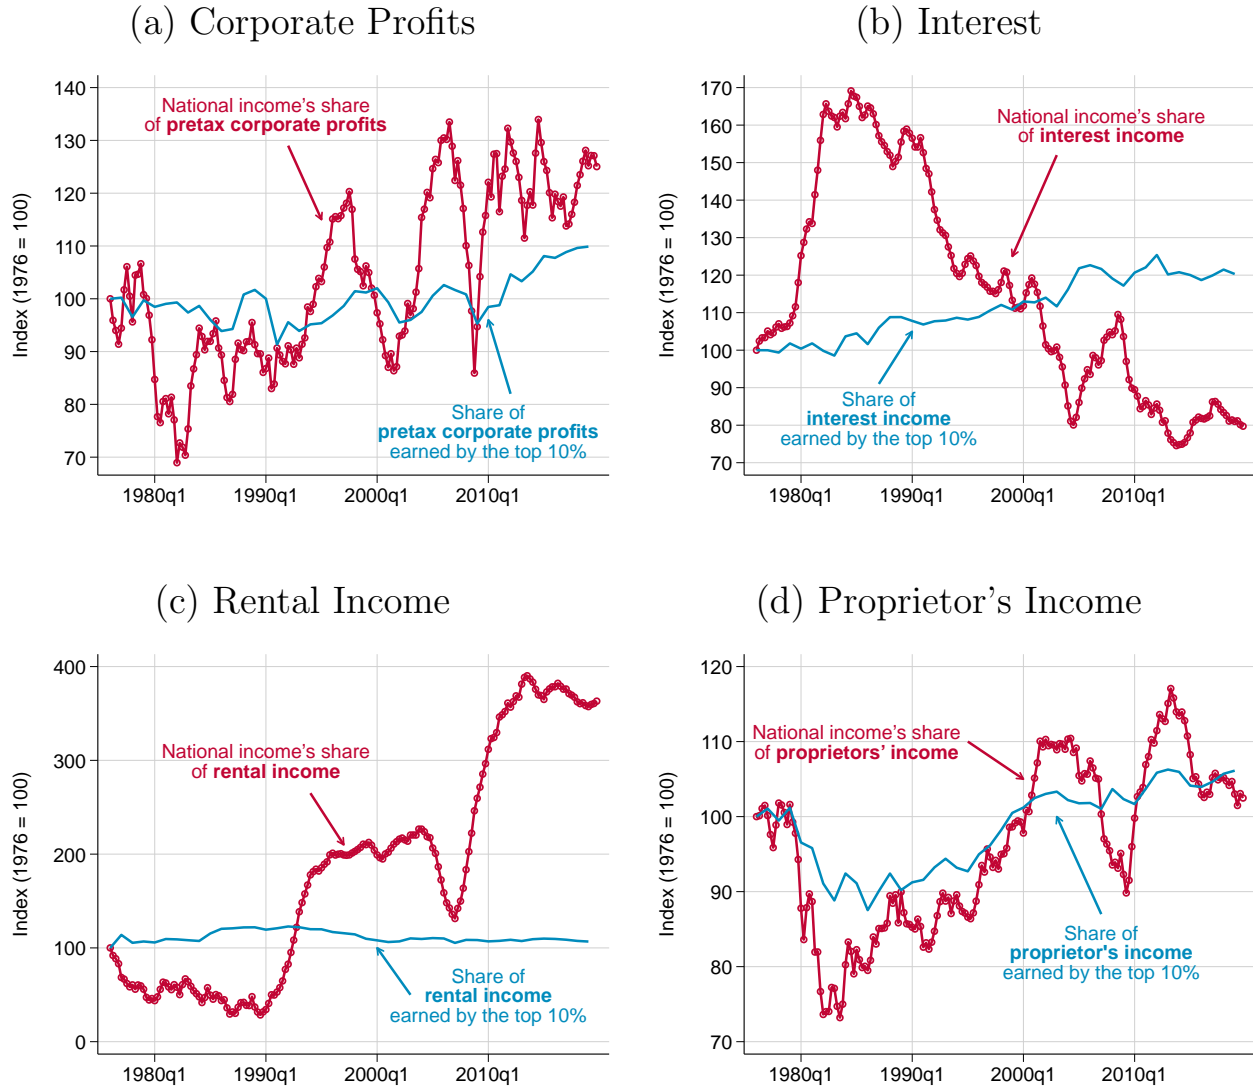 (a) Corporate Profits
Index (1976 = 100)
140
130
120
110
100
90
80
70
1980q1
1990q1
2000q1
2010q1
National income’s share
of pretax corporate profits
Share of
pretax corporate profits
earned by the top 10%
(b) Interest
Index (1976 = 100)
170
160
150
140
130
120
110
100
90
80
70
1980q1
1990q1
2000q1
2010q1
National income’s share
of interest income
Share of
interest income
earned by the top 10%
(c) Rental Income
Index (1976 = 100)
400
300
200
100
0
1980q1
1990q1
2000q1
2010q1
National income’s share
of rental income
Share of
rental income
earned by the top 10%
(d) Proprietor’s Income
Index (1976 = 100)
120
110
100
90
80
70
1980q1
1990q1
2000q1
2010q1
National income’s share
of proprietors’ income
Share of
proprietor's income
earned by the top 10%